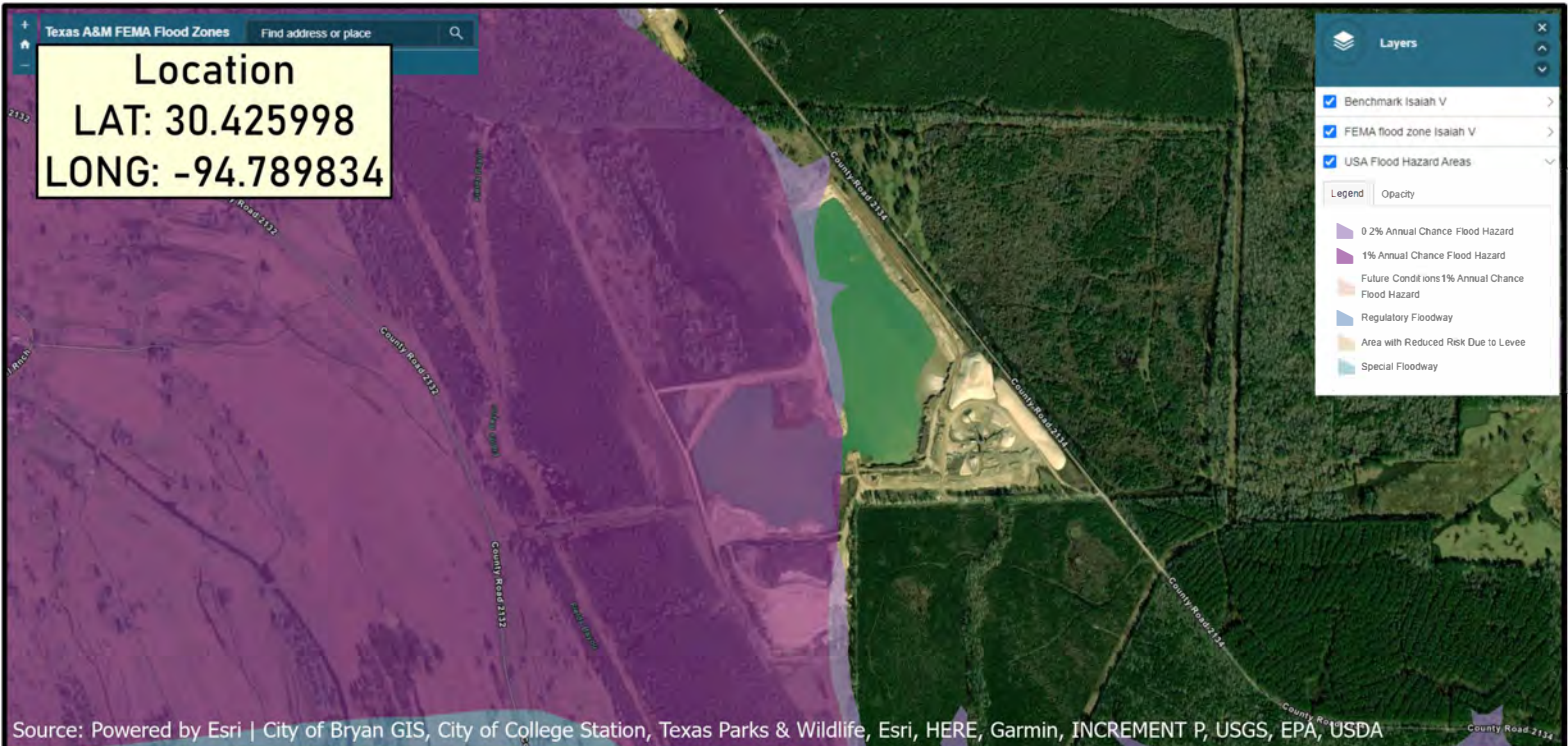 Texas A&M FEMA Flood Zones
Find address or place
Location
LAT: 30.425998
LONG: -94.789834
Layers
Benchmark Isaiah V
FEMA flood zone Isaiah V
USA Flood Hazard Areas
Legend
Opacity
0.2% Annual Chance Flood Hazard
1% Annual Chance Flood Hazard
Future Conditions 1% Annual Chance
Flood Hazard
Regulatory Floodway
Area with Reduced Risk Due to Levee
Special Floodway
2132
County Road 2134
y Road 2132
County Road 2132
County Road 2134
County Road 2132
County Road 2134
County Road 2134
Source: Powered by Esri | City of Bryan GIS, City of College Station, Texas Parks & Wildlife, Esri, HERE, Garmin, INCREMENT P, USGS, EPA, USDA